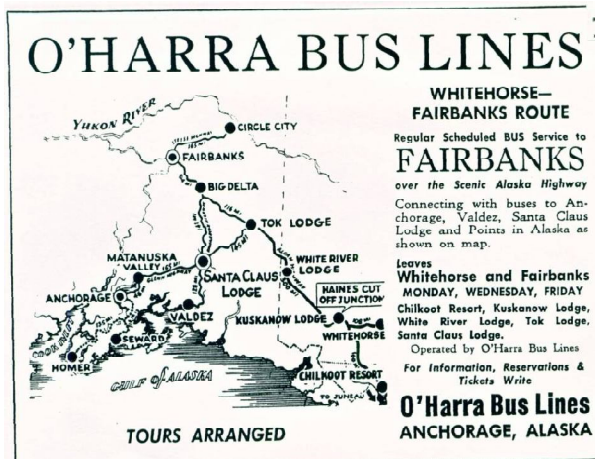 O'HARRA BUS LINES
YUKON RIVER
CIRCLE CITY
FAIRBANKS
BIG DELTA
TOK LODGE
MATANUSKA
VALLEY
SANTA CLAUS
LODGE
WHITE RIVER
LODGE
HAINES CUT
OFF JUNCTION
ANCHORAGE
VALDEZ
KUSKANOW LODGE
WHITEHORSE
COOK INLET
SEWARD
HOMER
GULF of ALASKA
CHILKOOT RESORT
TO JUNEAU
TOURS ARRANGED
WHITEHORSE—
FAIRBANKS ROUTE
Regular Scheduled BUS Service to
FAIRBANKS
over the Scenic Alaska Highway
Connecting with buses to An-
chorage, Valdez, Santa Claus
Lodge and Points in Alaska as
shown on map.
Leaves
Whitehorse and Fairbanks
MONDAY, WEDNESDAY, FRIDAY
Chilkoot Resort, Kuskanow Lodge,
White River Lodge, Tok Lodge,
Santa Claus Lodge.
Operated by O'Harra Bus Lines
For Information, Reservations &
Tickets Write
O'Harra Bus Lines
ANCHORAGE, ALASKA